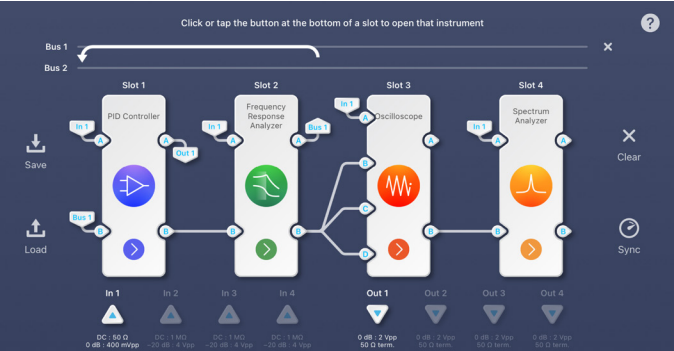 Click or tap the button at the bottom of a slot to open that instrument
?
Bus 1
Bus 2
Slot 1
Slot 2
Slot 3
Slot 4
PID Controller
Frequency
Response
Analyzer
Oscilloscope
Spectrum
Analyzer
In 1
A
A
Out 1
In 1
A
A
Bus 1
In 1
A
A
In 1
A
A
Save
Clear
B
C
D
Bus 1
B
B
B
B
B
B
B
Load
Sync
In 1
In 2
In 3
In 4
Out 1
Out 2
Out 3
Out 4
DC : 50 Ω
0 dB : 400 mVpp
DC : 1 MΩ
-20 dB : 4 Vpp
DC : 1 MΩ
-20 dB : 4 Vpp
DC : 1 MΩ
-20 dB : 4 Vpp
0 dB : 2 Vpp
50 Ω term.
0 dB : 2 Vpp
50 Ω term.
0 dB : 2 Vpp
50 Ω term.
0 dB : 2 Vpp
50 Ω term.